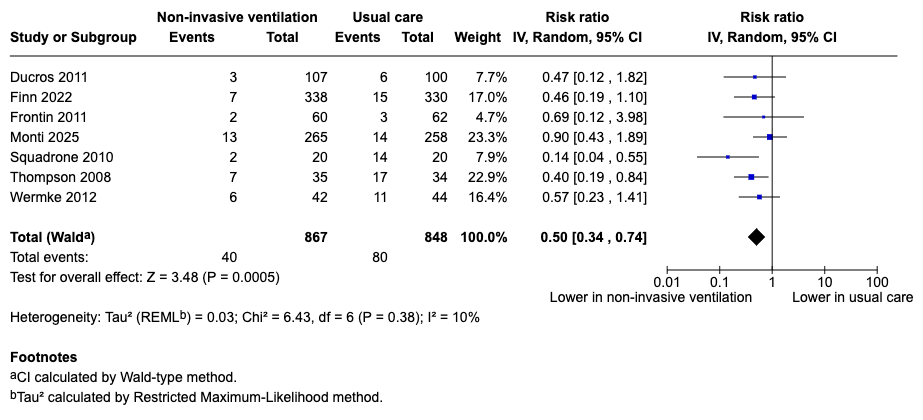 Non-invasive ventilation Usual care Risk ratio Risk ratio
Study or Subgroup Events Total Events Total Weight IV, Random, 95% CI IV, Random, 95% CI
Ducros 2011 3 107 6 100 7.7% 0.47 [0.12 , 1.82]
Finn 2022 7 338 15 330 17.0% 0.46 [0.19 , 1.10]
Frontin 2011 2 60 3 62 4.7% 0.69 [0.12 , 3.98]
Monti 2025 13 265 14 258 23.3% 0.90 [0.43 , 1.89]
Squadrone 2010 2 20 14 20 7.9% 0.14 [0.04 , 0.55]
Thompson 2008 7 35 17 34 22.9% 0.40 [0.19 , 0.84]
Wermke 2012 6 42 11 44 16.4% 0.57 [0.23 , 1.41]
Total (Waldᵃ) 867 848 100.0% 0.50 [0.34 , 0.74]
Total events: 40 80
Test for overall effect: Z = 3.48 (P = 0.0005)
0.01 0.1 1 10 100
Lower in non-invasive ventilation Lower in usual care
Heterogeneity: Tau² (REMLᵇ) = 0.03; Chi² = 6.43, df = 6 (P = 0.38); I² = 10%
Footnotes
ᵃCI calculated by Wald-type method.
ᵇTau² calculated by Restricted Maximum-Likelihood method.